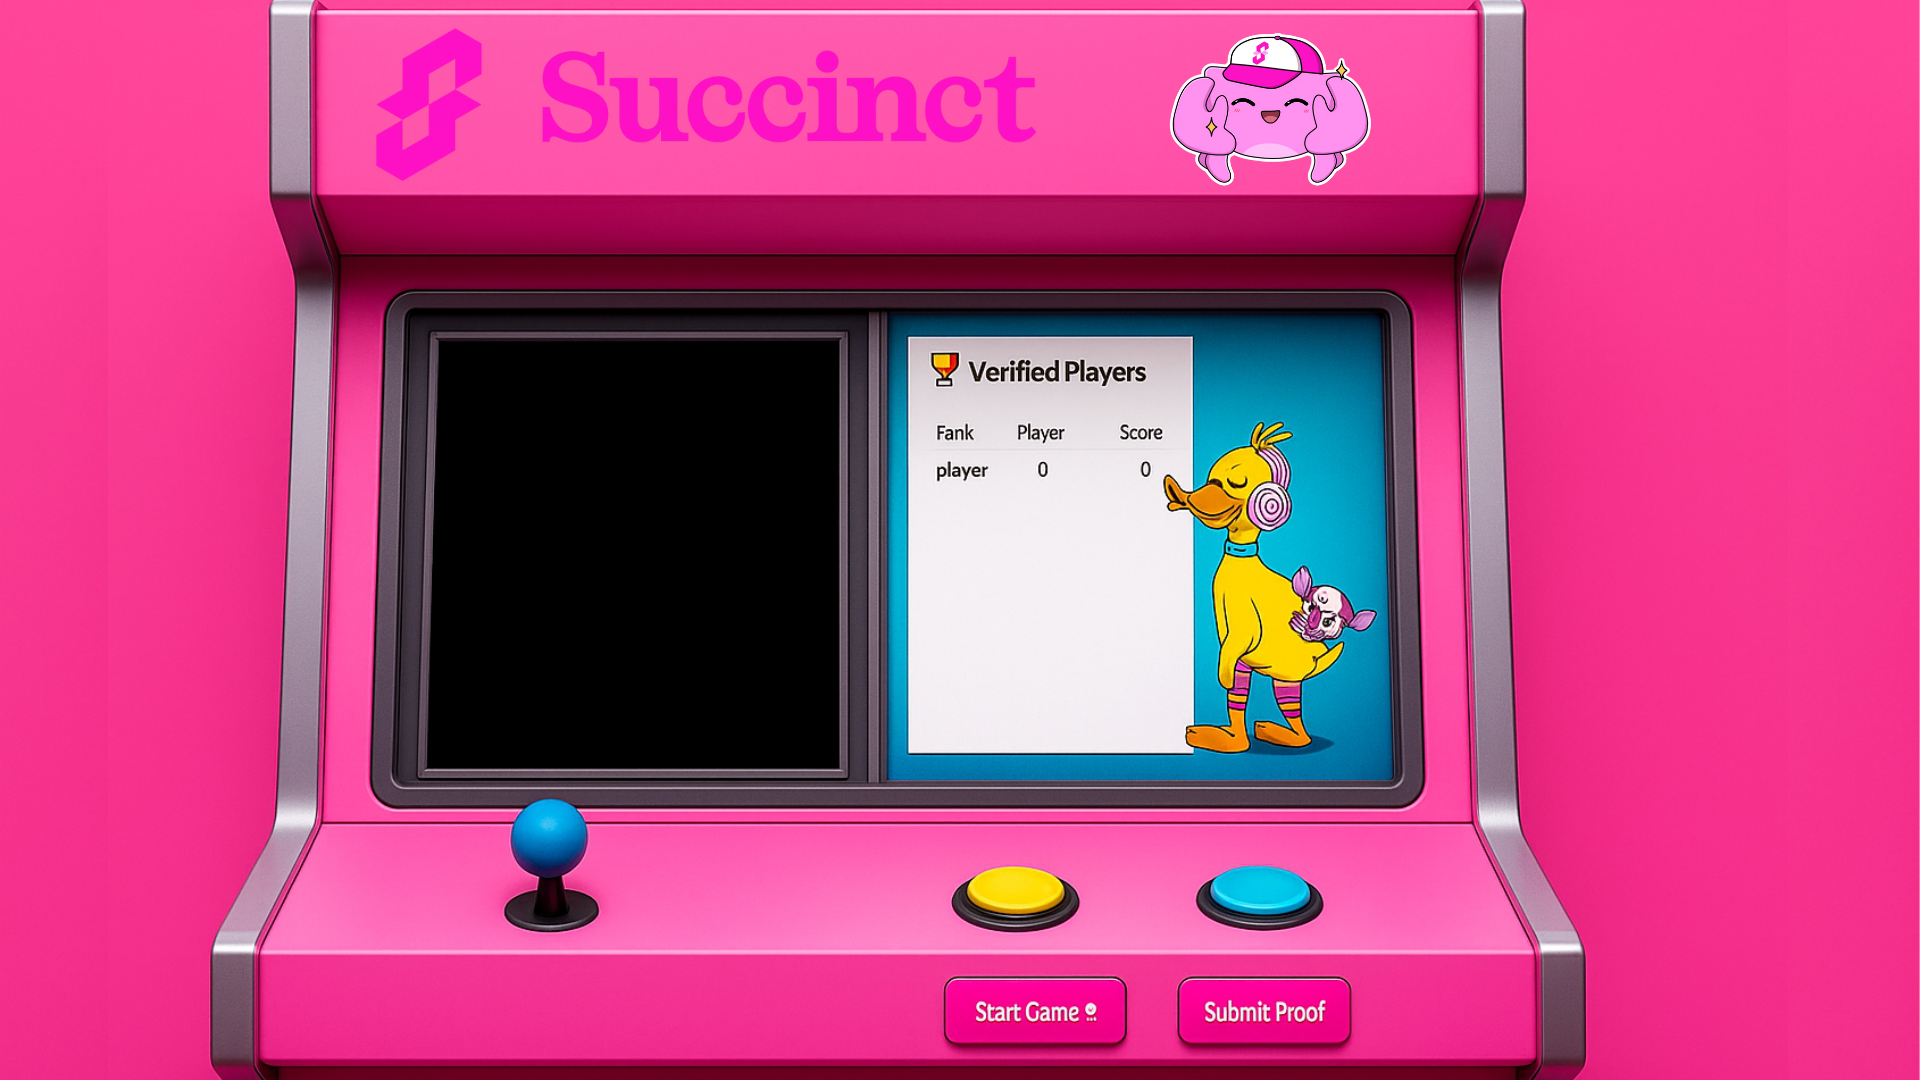 Succinct
Verified Players
Fank Player Score
player 0 0
Start Game
Submit Proof